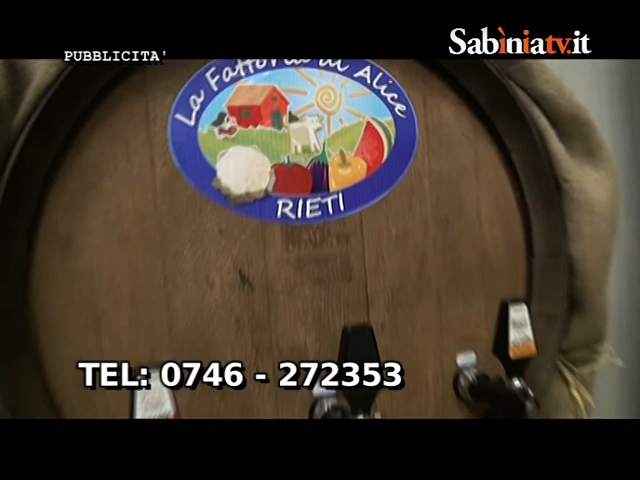 PUBBLICITA'
Sabìniatv.it
La Fattoria di Alice
RIETI
TEL: 0746 - 272353